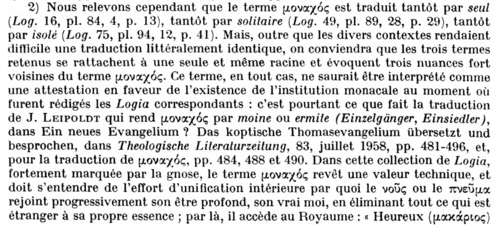 2) Nous relevons cependant que le terme μοναχός est traduit tantôt par seul
(Log. 16, pl. 84, 4, p. 13), tantôt par solitaire (Log. 49, pl. 89, 28, p. 29), tantôt
par isolé (Log. 75, pl. 94, 12, p. 41). Mais, outre que les divers contextes rendaient
difficile une traduction littéralement identique, on conviendra que les trois termes
retenus se rattachent à une seule et même racine et évoquent trois nuances fort
voisines du terme μοναχός. Ce terme, en tout cas, ne saurait être interprété comme
une attestation en faveur de l'existence de l'institution monacale au moment où
furent rédigés les Logia correspondants : c'est pourtant ce que fait la traduction
de J. LEIPOLDT qui rend μοναχός par moine ou ermite (Einzelgänger, Einsiedler),
dans Ein neues Evangelium ? Das koptische Thomasevangelium übersetzt und
besprochen, dans Theologische Literalurzeitung, 83, juillet 1958, pp. 481-496, et,
pour la traduction de μοναχός, pp. 484, 488 et 490. Dans cette collection de Logia,
fortement marquée par la gnose, le terme μοναχός revêt une valeur technique, et
doit s'entendre de l'effort d'unification intérieure par quoi le νοῦς ou le πνεῦμα
rejoint progressivement son être profond, son vrai moi, en éliminant tout ce qui est
étranger à sa propre essence ; par là, il accède au Royaume : « Heureux (μακάριος)